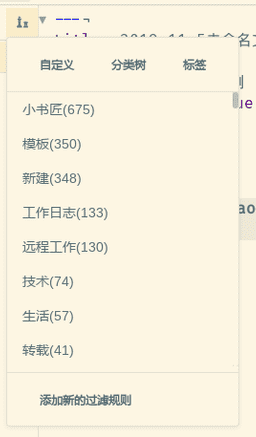 自定义 分类树 标签
小书匠(675)
模板(350)
新建(348)
工作日志(133)
远程工作(130)
技术(74)
生活(57)
转载(41)
添加新的过滤规则